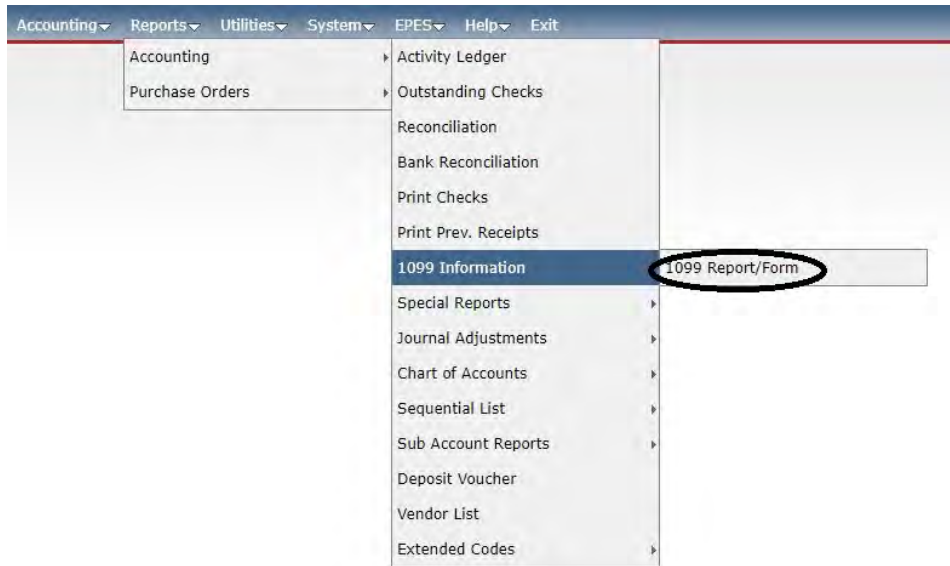 Accounting Reports Utilities System EPES Help Exit
Accounting
Purchase Orders
Activity Ledger
Outstanding Checks
Reconciliation
Bank Reconciliation
Print Checks
Print Prev. Receipts
1099 Information
1099 Report/Form
Special Reports
Journal Adjustments
Chart of Accounts
Sequential List
Sub Account Reports
Deposit Voucher
Vendor List
Extended Codes